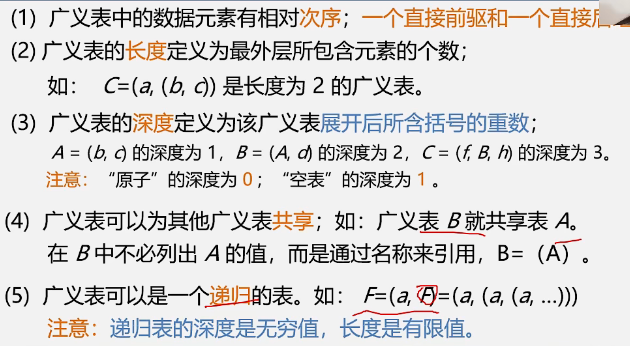 (1) 广义表中的数据元素有相对次序；一个直接前驱和一个直接后
(2) 广义表的长度定义为最外层所包含元素的个数；
如： C=(a, (b, c)) 是长度为 2 的广义表。
(3) 广义表的深度定义为该广义表展开后所含括号的重数；
A = (b, c) 的深度为 1，B = (A, d) 的深度为 2，C = (f, B, h) 的深度为 3。
注意：“原子”的深度为 0 ；“空表”的深度为 1 。
(4) 广义表可以为其他广义表共享；如：广义表 B 就共享表 A。
在 B 中不必列出 A 的值，而是通过名称来引用，B=（A）。
(5) 广义表可以是一个递归的表。如： F=(a, F)=(a, (a, (a, …)))
注意：递归表的深度是无穷值，长度是有限值。